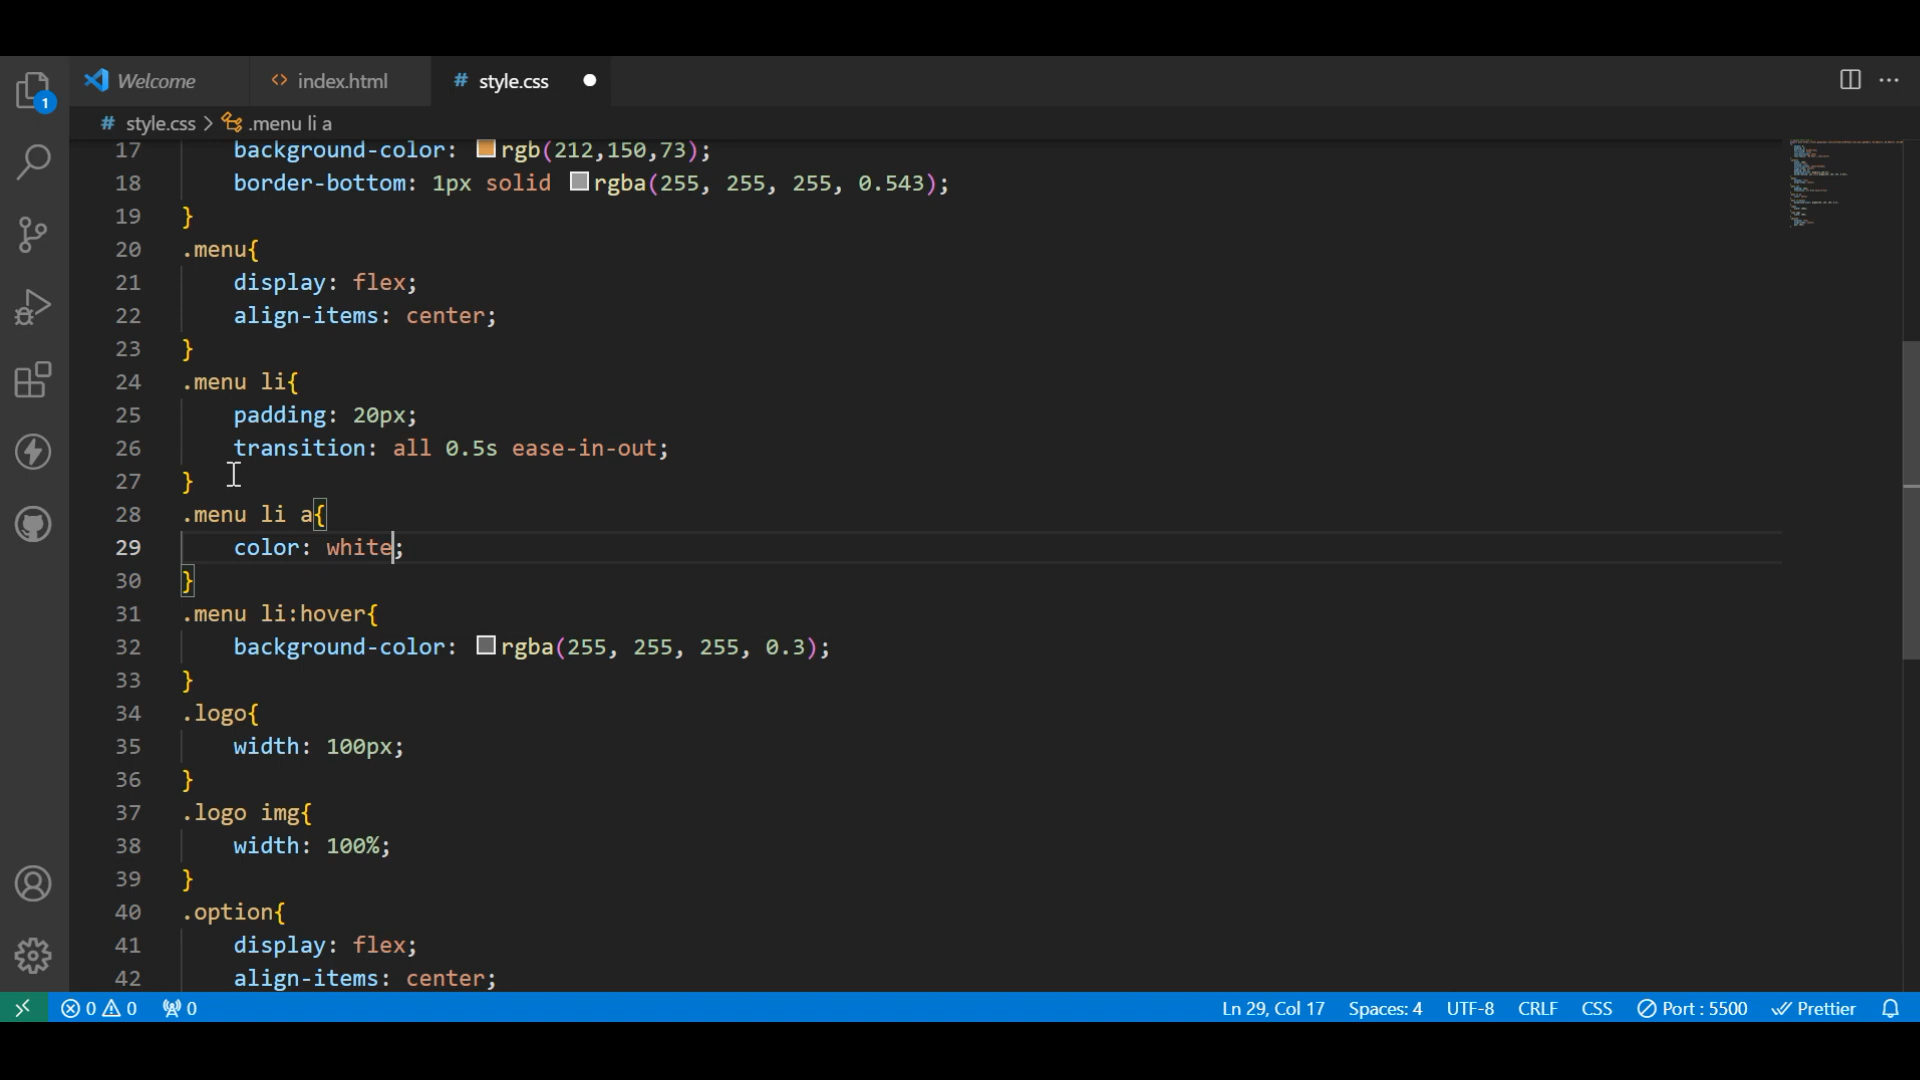 Welcome
index.html
# style.css
1
# style.css > .menu li a
17 background-color: rgb(212,150,73);
18 border-bottom: 1px solid rgba(255, 255, 255, 0.543);
19 }
20 .menu{
21 display: flex;
22 align-items: center;
23 }
24 .menu li{
25 padding: 20px;
26 transition: all 0.5s ease-in-out;
27 }
28 .menu li a{
29 color: white;
30 }
31 .menu li:hover{
32 background-color: rgba(255, 255, 255, 0.3);
33 }
34 .logo{
35 width: 100px;
36 }
37 .logo img{
38 width: 100%;
39 }
40 .option{
41 display: flex;
42 align-items: center;
0 0 0 Ln 29, Col 17 Spaces: 4 UTF-8 CRLF CSS Port : 5500 Prettier